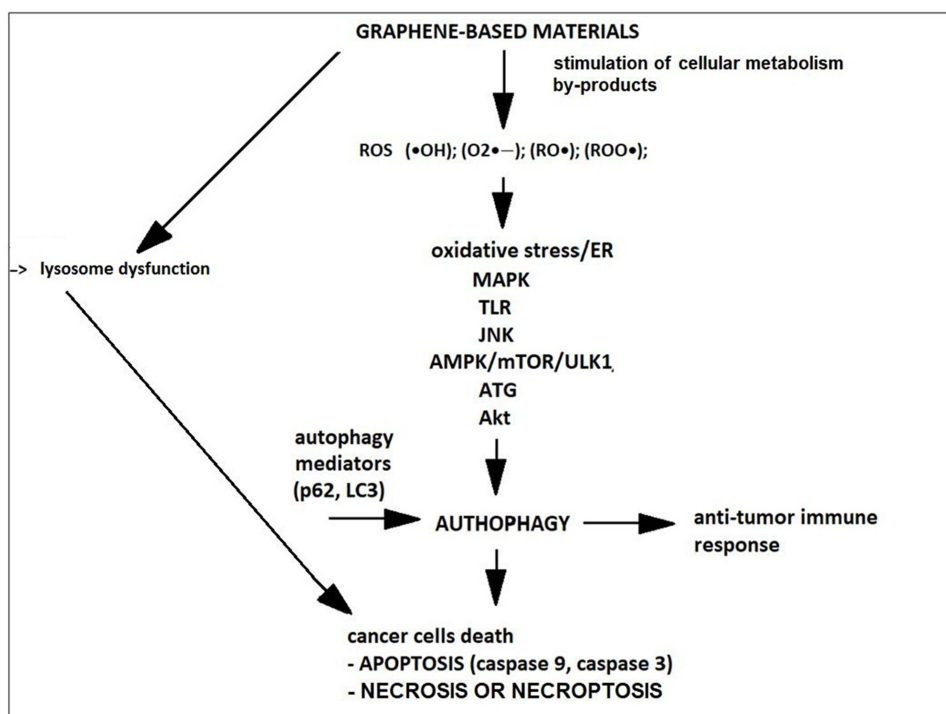 GRAPHENE-BASED MATERIALS
stimulation of cellular metabolism
by-products
ROS (•OH); (O2•—); (RO•); (ROO•);
oxidative stress/ER
–> lysosome dysfunction
MAPK
TLR
JNK
AMPK/mTOR/ULK1,
ATG
Akt
autophagy
mediators
(p62, LC3)
AUTHOPHAGY
anti-tumor immune
response
cancer cells death
- APOPTOSIS (caspase 9, caspase 3)
- NECROSIS OR NECROPTOSIS